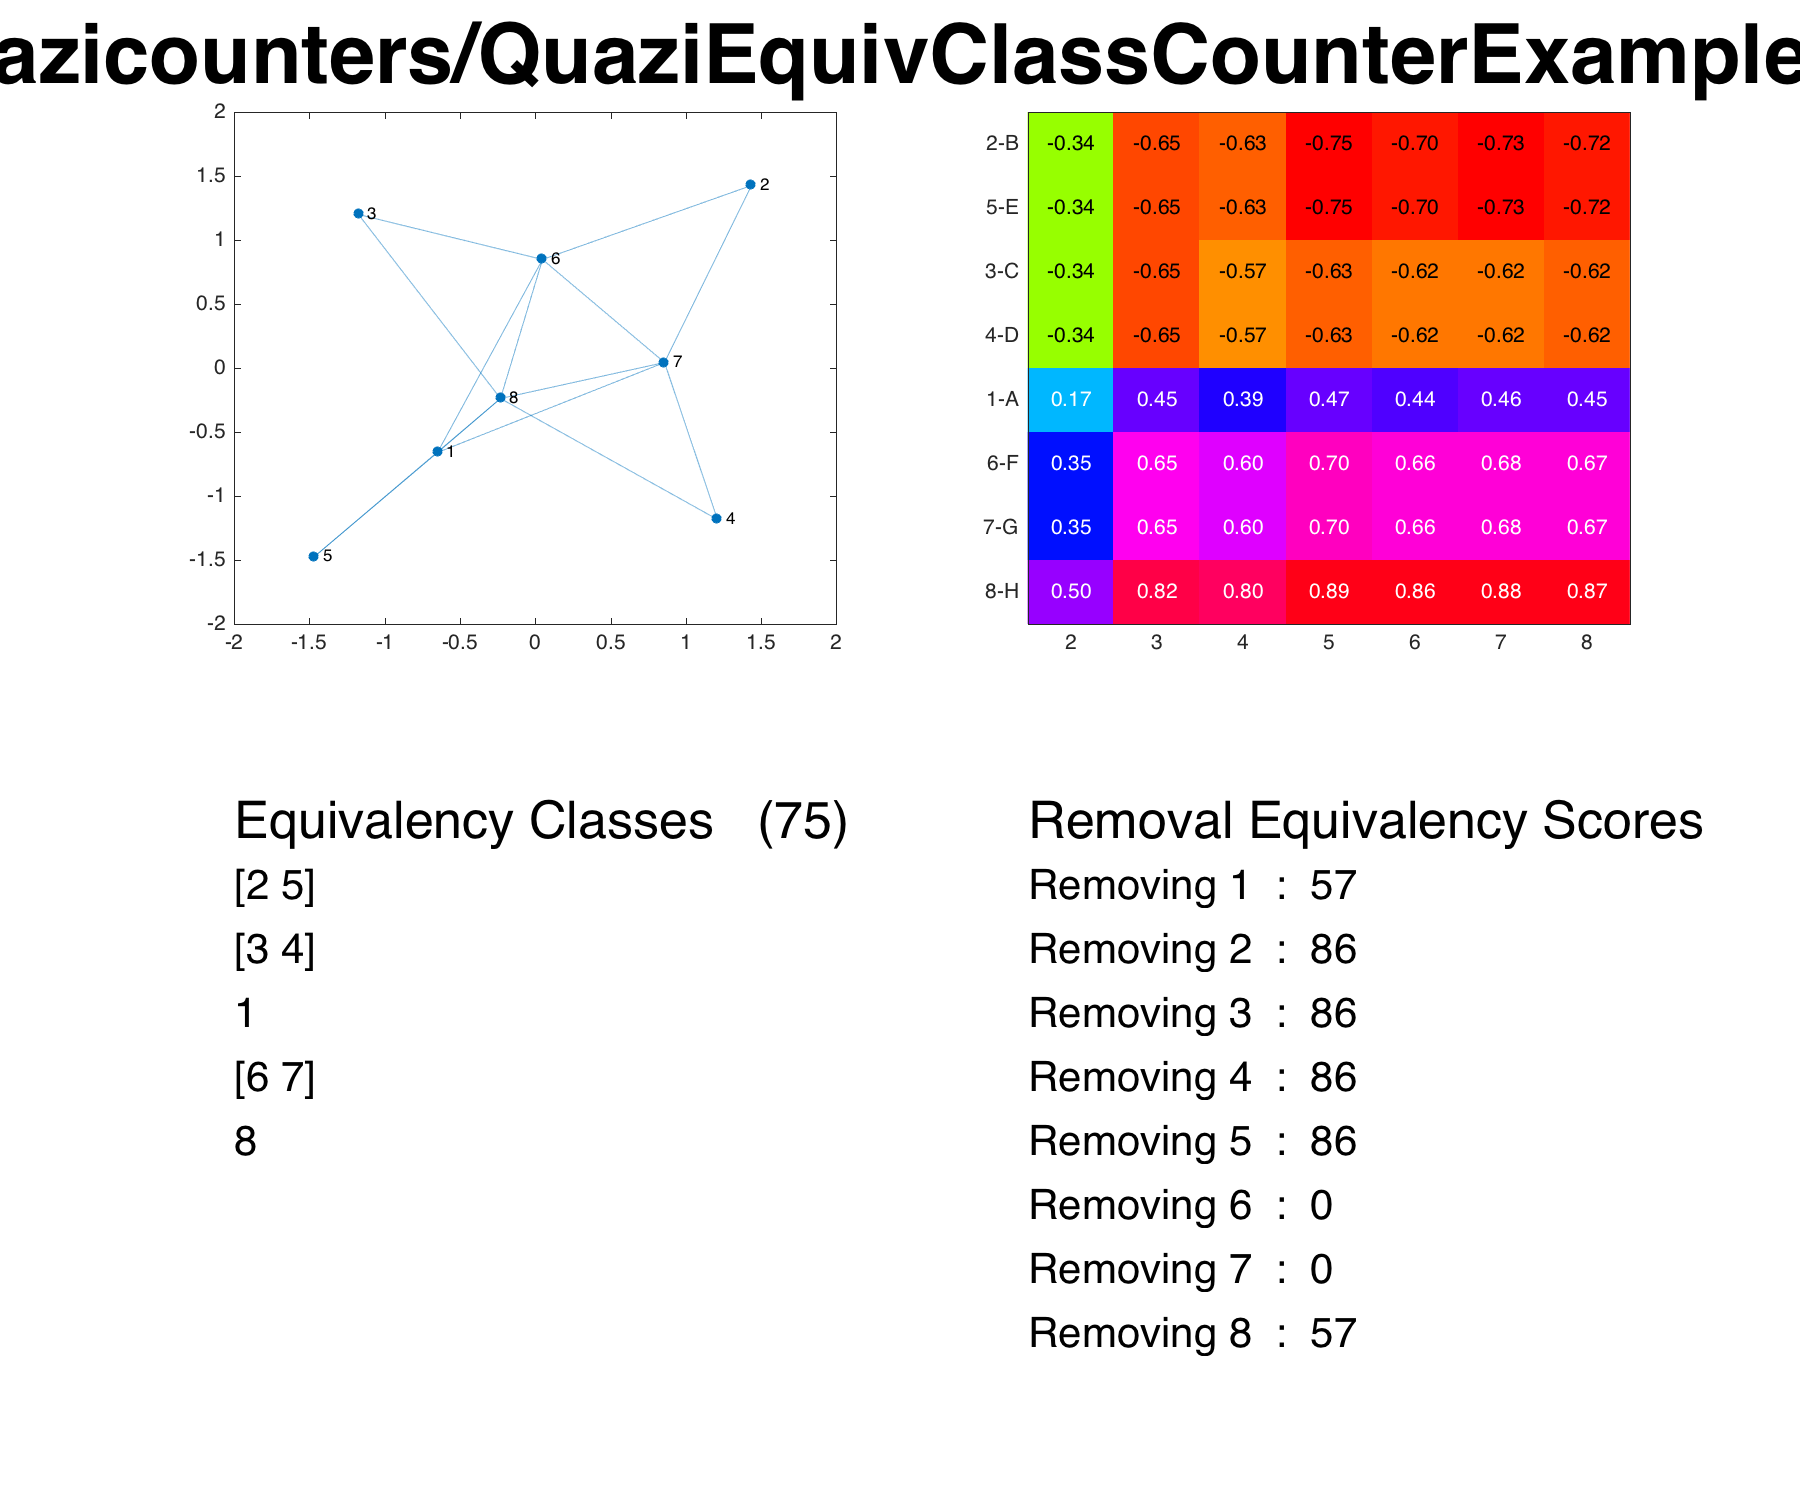 azicounters/QuaziEquivClassCounterExample
2
1.5
1
0.5
0
-0.5
-1
-1.5
-2
-2 -1.5 -1 -0.5 0 0.5 1 1.5 2
3
2
6
7
8
1
4
5
2-B -0.34 -0.65 -0.63 -0.75 -0.70 -0.73 -0.72
5-E -0.34 -0.65 -0.63 -0.75 -0.70 -0.73 -0.72
3-C -0.34 -0.65 -0.57 -0.63 -0.62 -0.62 -0.62
4-D -0.34 -0.65 -0.57 -0.63 -0.62 -0.62 -0.62
1-A 0.17 0.45 0.39 0.47 0.44 0.46 0.45
6-F 0.35 0.65 0.60 0.70 0.66 0.68 0.67
7-G 0.35 0.65 0.60 0.70 0.66 0.68 0.67
8-H 0.50 0.82 0.80 0.89 0.86 0.88 0.87
2 3 4 5 6 7 8
Equivalency Classes (75)
[2 5]
[3 4]
1
[6 7]
8
Removal Equivalency Scores
Removing 1 : 57
Removing 2 : 86
Removing 3 : 86
Removing 4 : 86
Removing 5 : 86
Removing 6 : 0
Removing 7 : 0
Removing 8 : 57